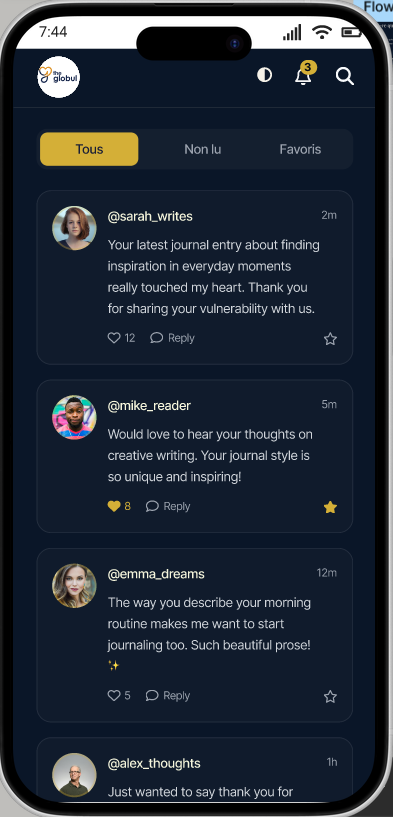 Flow
7:44
the
globul
3
Tous
Non lu
Favoris
@sarah_writes
2m
Your latest journal entry about finding
inspiration in everyday moments
really touched my heart. Thank you
for sharing your vulnerability with us.
12
Reply
@mike_reader
5m
Would love to hear your thoughts on
creative writing. Your journal style is
so unique and inspiring!
8
Reply
@emma_dreams
12m
The way you describe your morning
routine makes me want to start
journaling too. Such beautiful prose!
✨
5
Reply
@alex_thoughts
1h
Just wanted to say thank you for